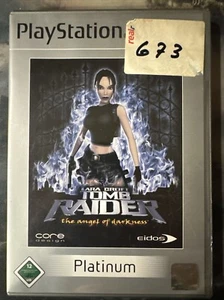 PlayStation
real
673
LARA CROFT
TOMB
RAIDER
the angel of darkness
core
design
eidos
Platinum